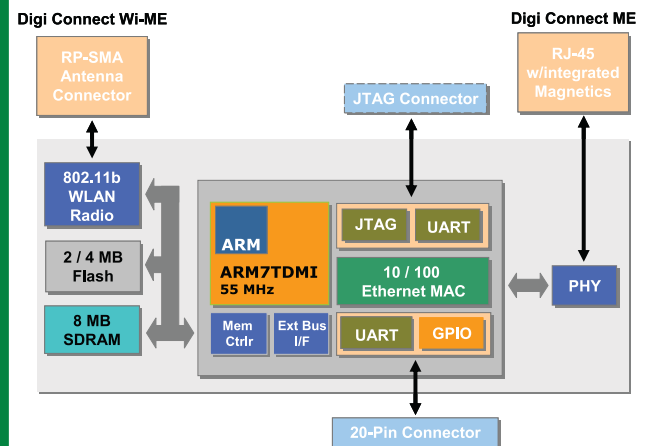 Digi Connect Wi-ME
Digi Connect ME
RP-SMA
Antenna
Connector
RJ-45
w/integrated
Magnetics
JTAG Connector
802.11b
WLAN
Radio
2 / 4 MB
Flash
8 MB
SDRAM
ARM
ARM7TDMI
55 MHz
Mem
Ctrlr
Ext Bus
I/F
JTAG
UART
10 / 100
Ethernet MAC
UART
GPIO
PHY
20-Pin Connector